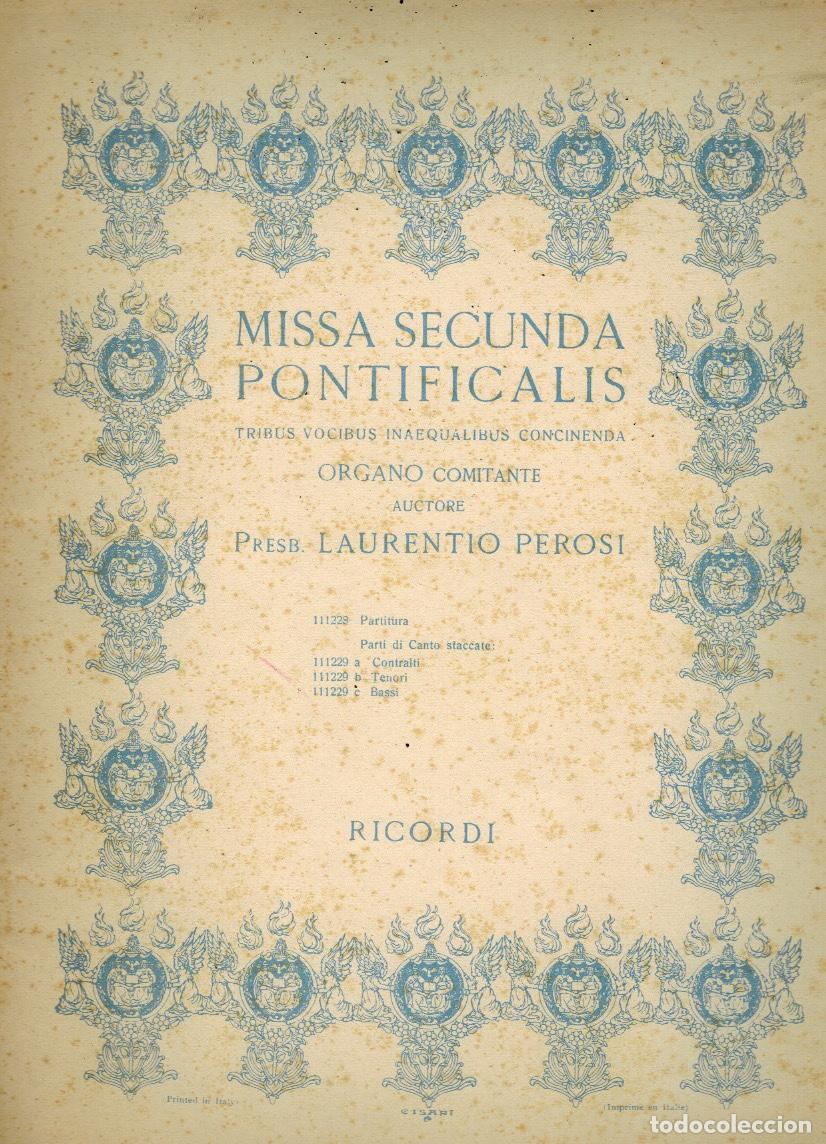 MISSA SECUNDA
PONTIFICALIS
TRIBUS VOCIBUS INAEQUALIBUS CONCINENDA
ORGANO COMITANTE
AUCTORE
PRESB. LAURENTIO PEROSI
111228 Partitura
Parti di Canto staccate:
111229 a Contralti
111229 b Tenori
111229 c Bassi
RICORDI
Printed in Italy
CISARI
(Imprimé en Italie)
todocoleccion